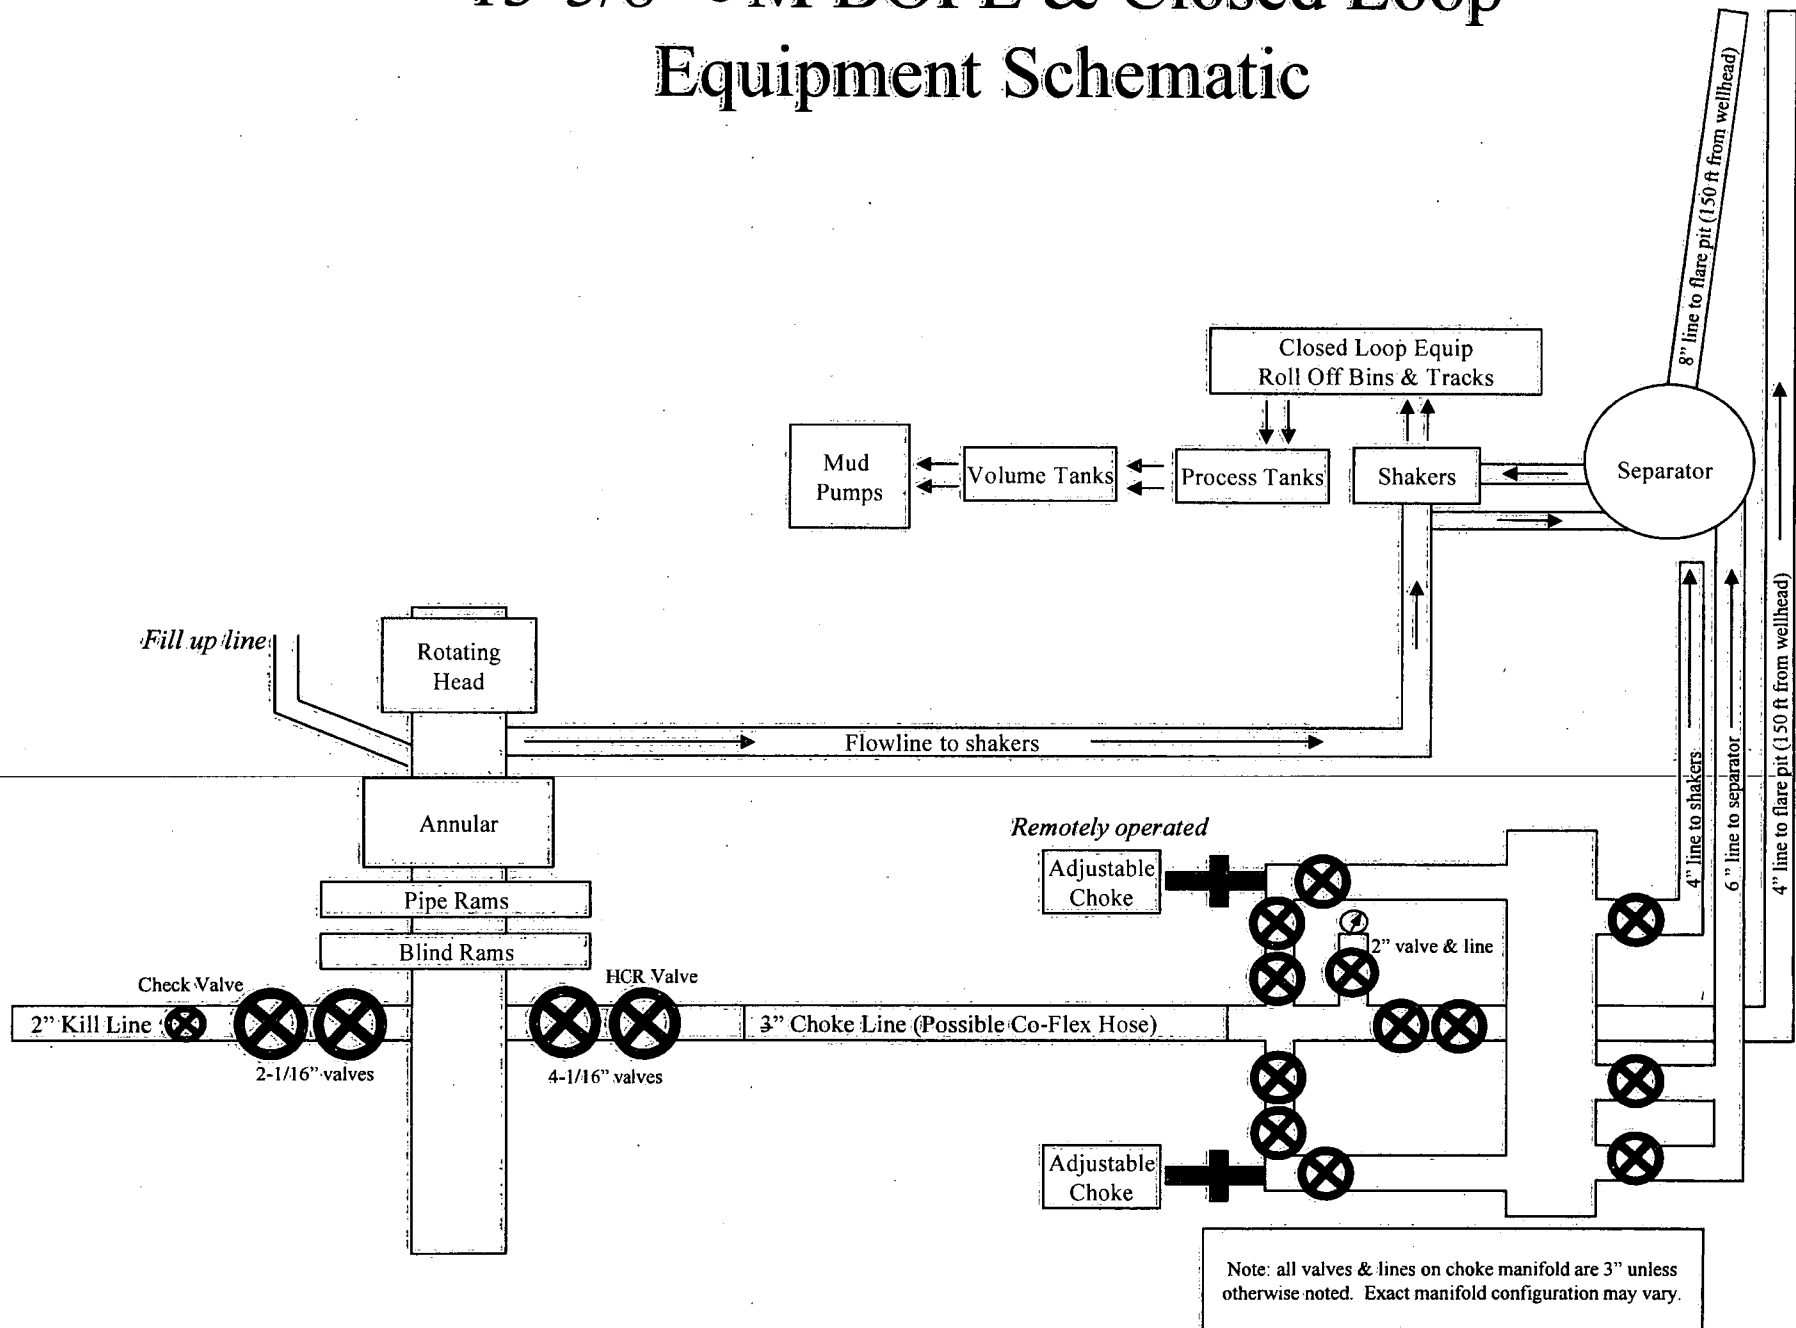 & Closed Loop
Equipment Schematic
8” line to flare pit (150 ft from wellhead)
Closed Loop Equip
Roll Off Bins & Tracks
Mud
Pumps
Volume Tanks
Process Tanks
Shakers
Separator
Fill up line
Rotating
Head
Flowline to shakers
4” line to shakers
6” line to separator
4” line to flare pit (150 ft from wellhead)
Annular
Remotely operated
Adjustable
Choke
Pipe Rams
Blind Rams
2” valve & line
Check Valve
HCR Valve
2” Kill Line
3” Choke Line (Possible Co-Flex Hose)
2-1/16” valves
4-1/16” valves
Adjustable
Choke
Note: all valves & lines on choke manifold are 3” unless
otherwise noted. Exact manifold configuration may vary.